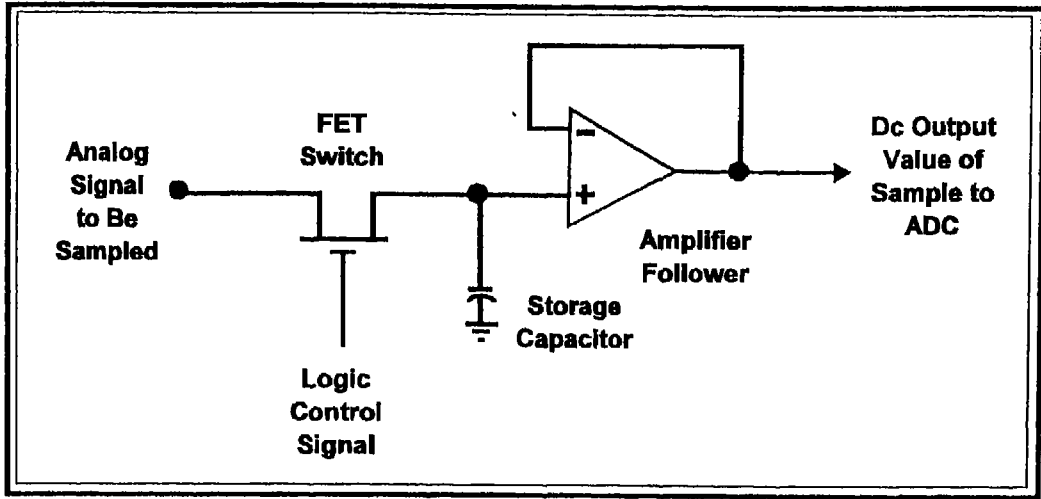 Analog
Signal
to Be
Sampled
FET
Switch
Logic
Control
Signal
Storage
Capacitor
-
+
Amplifier
Follower
Dc Output
Value of
Sample to
ADC